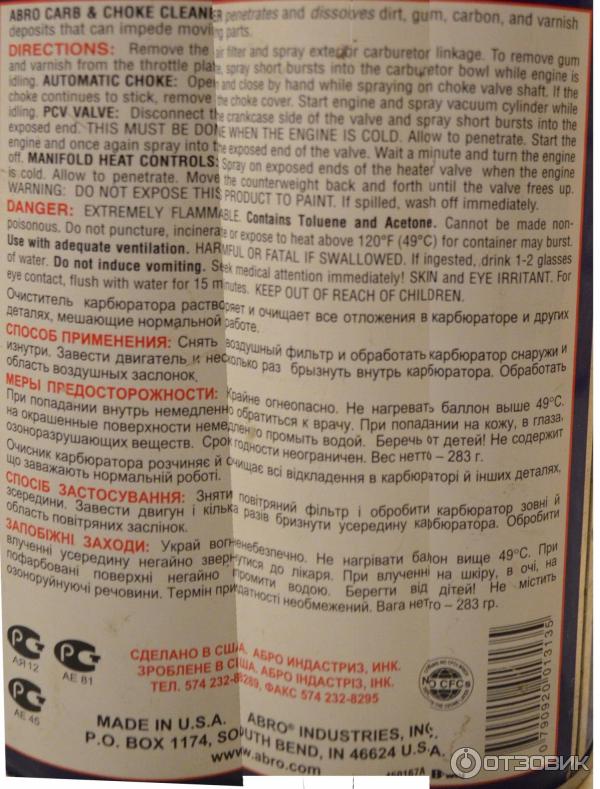 ABRO CARB & CHOKE CLEANER penetrates and dissolves dirt, gum, carbon, and varnish
deposits that can impede moving parts.
DIRECTIONS: Remove the air filter and spray exterior carburetor linkage. To remove gum
and varnish from the throttle plate, spray short bursts into the carburetor bowl while engine is
idling. AUTOMATIC CHOKE: Open and close by hand while spraying on choke valve shaft. If the
choke continues to stick, remove the choke cover. Start engine and spray vacuum cylinder while
idling. PCV VALVE: Disconnect the crankcase side of the valve and spray short bursts into the
exposed end. THIS MUST BE DONE WHEN THE ENGINE IS COLD. Allow to penetrate. Start the
engine and once again spray into the exposed end of the valve. Wait a minute and turn the engine
off. MANIFOLD HEAT CONTROLS: Spray on exposed ends of the heater valve when the engine
is cold. Allow to penetrate. Move the counterweight back and forth until the valve frees up.
WARNING: DO NOT EXPOSE THIS PRODUCT TO PAINT. If spilled, wash off immediately.
DANGER: EXTREMELY FLAMMABLE. Contains Toluene and Acetone. Cannot be made non-
poisonous. Do not puncture, incinerate or expose to heat above 120°F (49°C) for container may burst.
Use with adequate ventilation. HARMFUL OR FATAL IF SWALLOWED. If ingested, drink 1-2 glasses
of water. Do not induce vomiting. Seek medical attention immediately! SKIN and EYE IRRITANT. For
eye contact, flush with water for 15 minutes. KEEP OUT OF REACH OF CHILDREN.
Очиститель карбюратора растворяет и очищает все отложения в карбюраторе и других
деталях, мешающие нормальной работе.
СПОСОБ ПРИМЕНЕНИЯ: Снять воздушный фильтр и обработать карбюратор снаружи и
изнутри. Завести двигатель и несколько раз брызнуть внутрь карбюратора. Обработать
область воздушных заслонок.
МЕРЫ ПРЕДОСТОРОЖНОСТИ: Крайне огнеопасно. Не нагревать баллон выше 49°C.
При попадании внутрь немедленно обратиться к врачу. При попадании на кожу, в глаза,
на окрашенные поверхности немедленно промыть водой. Беречь от детей! Не содержит
озоноразрушающих веществ. Срок годности неограничен. Вес нетто – 283 г.
Очисник карбюратора розчиняє й очищає всі відкладення в карбюраторі й інших деталях,
що заважають нормальній роботі.
СПОСІБ ЗАСТОСУВАННЯ: Зняти повітряний фільтр і обробити карбюратор зовні й
зсередини. Завести двигун і кілька разів бризнути усередину карбюратора. Обробити
область повітряних заслінок.
ЗАПОБІЖНІ ЗАХОДИ: Украй вогненебезпечно. Не нагрівати балон вище 49°C. При
влученні усередину негайно звернутися до лікаря. При влученні на шкіру, в очі, на
пофарбовані поверхні негайно промити водою. Берегти від дітей! Не містить
озоноруйнуючі речовини. Термін придатності необмежений. Вага нетто – 283 гр.
РС АЯ 12
РС АЕ 81
РС АЕ 45
СДЕЛАНО В США, АБРО ИНДАСТРИЗ, ИНК.
ЗРОБЛЕНЕ В США, АБРО ІНДАСТРІЗ, ІНК.
ТЕЛ. 574 232-8289, ФАКС 574 232-8295
NO CFC
MADE IN U.S.A. ABRO® INDUSTRIES, INC.
P.O. BOX 1174, SOUTH BEND, IN 46624 U.S.A.
www.abro.com
0 790920 013135
ОТЗОВИК